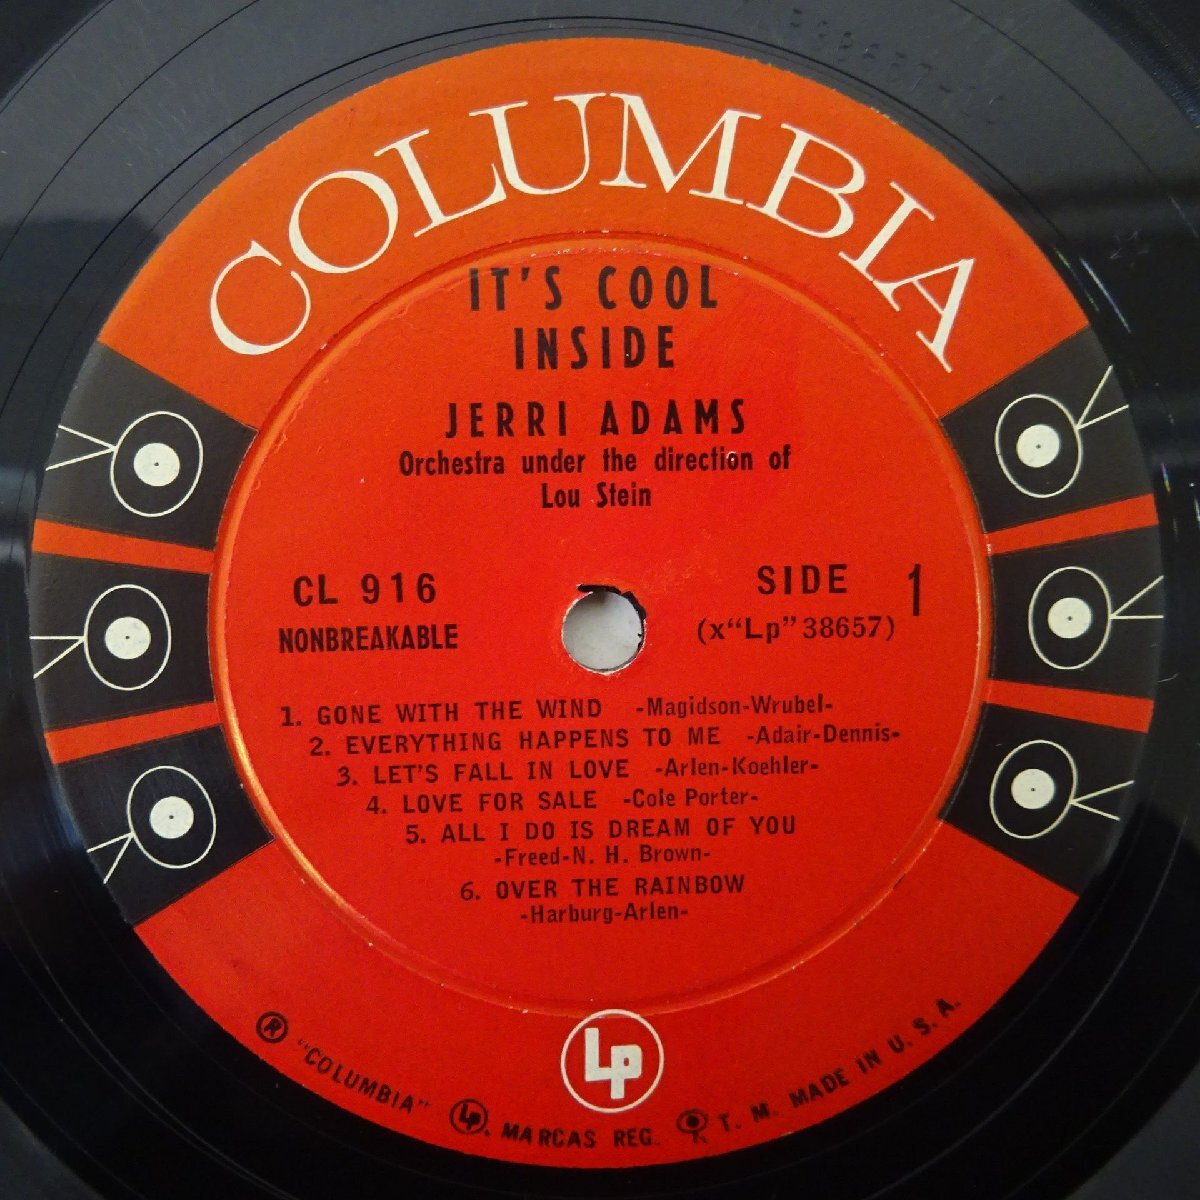 COLUMBIA
IT'S COOL
INSIDE
JERRI ADAMS
Orchestra under the direction of
Lou Stein
CL 916
NONBREAKABLE
SIDE 1
(x“Lp”38657)
1. GONE WITH THE WIND -Magidson-Wrubel-
2. EVERYTHING HAPPENS TO ME -Adair-Dennis-
3. LET'S FALL IN LOVE -Arlen-Koehler-
4. LOVE FOR SALE -Cole Porter-
5. ALL I DO IS DREAM OF YOU
-Freed-N. H. Brown-
6. OVER THE RAINBOW
-Harburg-Arlen-
Lp
® "COLUMBIA" Lp. MARCAS REG. T. M. MADE IN U. S. A.